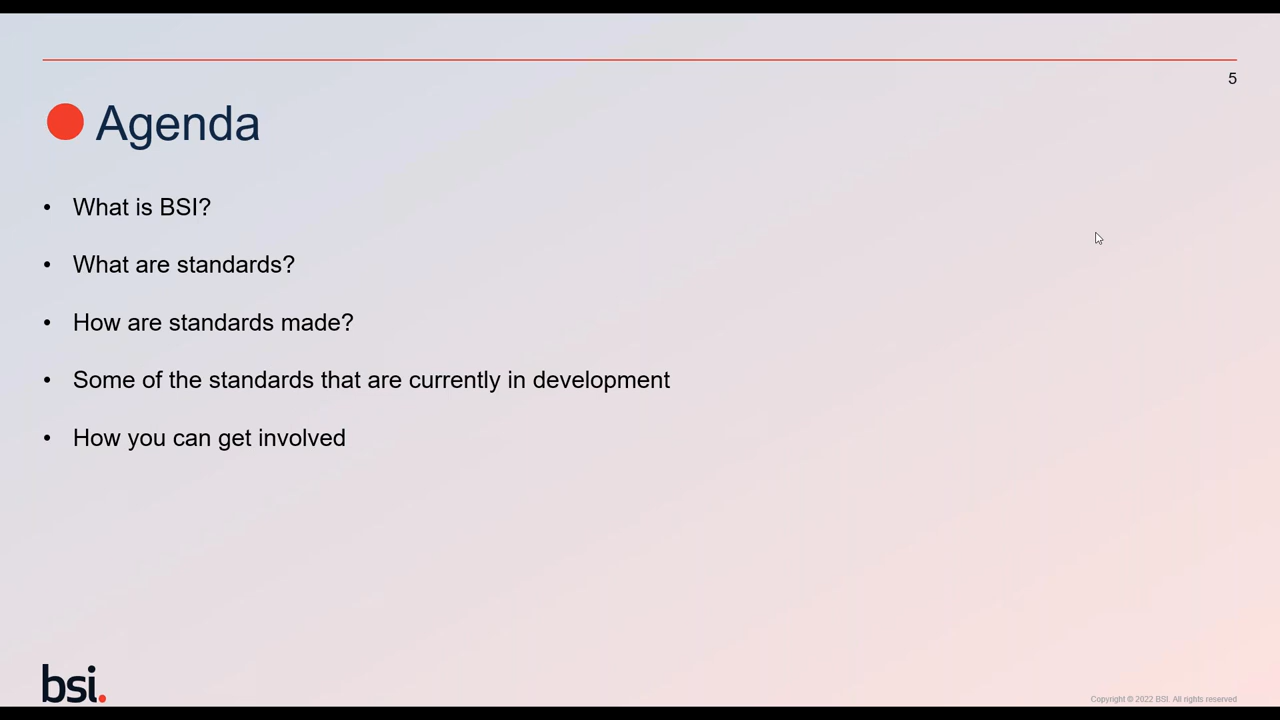 5
Agenda
• What is BSI?
• What are standards?
• How are standards made?
• Some of the standards that are currently in development
• How you can get involved
bsi.
Copyright © 2022 BSI. All rights reserved